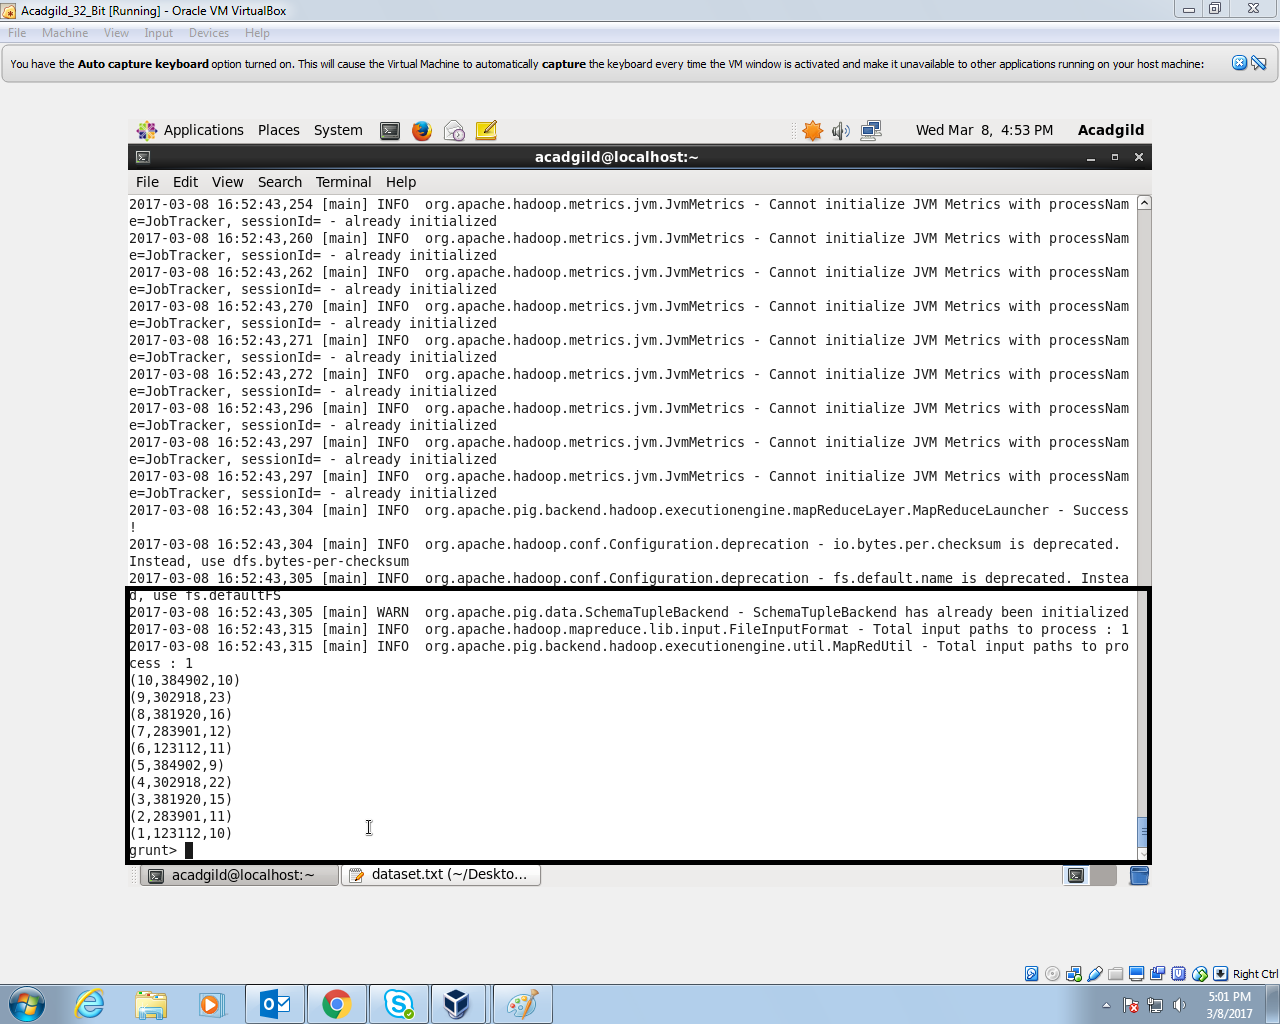 Acadgild_32_Bit [Running] - Oracle VM VirtualBox
File Machine View Input Devices Help
You have the Auto capture keyboard option turned on. This will cause the Virtual Machine to automatically capture the keyboard every time the VM window is activated and make it unavailable to other applications running on your host machine:
Applications Places System Wed Mar 8, 4:53 PM Acadgild
acadgild@localhost:~
File Edit View Search Terminal Help
2017-03-08 16:52:43,254 [main] INFO  org.apache.hadoop.metrics.jvm.JvmMetrics - Cannot initialize JVM Metrics with processNam
e=JobTracker, sessionId= - already initialized
2017-03-08 16:52:43,260 [main] INFO  org.apache.hadoop.metrics.jvm.JvmMetrics - Cannot initialize JVM Metrics with processNam
e=JobTracker, sessionId= - already initialized
2017-03-08 16:52:43,262 [main] INFO  org.apache.hadoop.metrics.jvm.JvmMetrics - Cannot initialize JVM Metrics with processNam
e=JobTracker, sessionId= - already initialized
2017-03-08 16:52:43,270 [main] INFO  org.apache.hadoop.metrics.jvm.JvmMetrics - Cannot initialize JVM Metrics with processNam
e=JobTracker, sessionId= - already initialized
2017-03-08 16:52:43,271 [main] INFO  org.apache.hadoop.metrics.jvm.JvmMetrics - Cannot initialize JVM Metrics with processNam
e=JobTracker, sessionId= - already initialized
2017-03-08 16:52:43,272 [main] INFO  org.apache.hadoop.metrics.jvm.JvmMetrics - Cannot initialize JVM Metrics with processNam
e=JobTracker, sessionId= - already initialized
2017-03-08 16:52:43,296 [main] INFO  org.apache.hadoop.metrics.jvm.JvmMetrics - Cannot initialize JVM Metrics with processNam
e=JobTracker, sessionId= - already initialized
2017-03-08 16:52:43,297 [main] INFO  org.apache.hadoop.metrics.jvm.JvmMetrics - Cannot initialize JVM Metrics with processNam
e=JobTracker, sessionId= - already initialized
2017-03-08 16:52:43,297 [main] INFO  org.apache.hadoop.metrics.jvm.JvmMetrics - Cannot initialize JVM Metrics with processNam
e=JobTracker, sessionId= - already initialized
2017-03-08 16:52:43,304 [main] INFO  org.apache.pig.backend.hadoop.executionengine.mapReduceLayer.MapReduceLauncher - Success
!
2017-03-08 16:52:43,304 [main] INFO  org.apache.hadoop.conf.Configuration.deprecation - io.bytes.per.checksum is deprecated.
Instead, use dfs.bytes-per-checksum
2017-03-08 16:52:43,305 [main] INFO  org.apache.hadoop.conf.Configuration.deprecation - fs.default.name is deprecated. Instea
d, use fs.defaultFS
2017-03-08 16:52:43,305 [main] WARN  org.apache.pig.data.SchemaTupleBackend - SchemaTupleBackend has already been initialized
2017-03-08 16:52:43,315 [main] INFO  org.apache.hadoop.mapreduce.lib.input.FileInputFormat - Total input paths to process : 1
2017-03-08 16:52:43,315 [main] INFO  org.apache.pig.backend.hadoop.executionengine.util.MapRedUtil - Total input paths to pro
cess : 1
(10,384902,10)
(9,302918,23)
(8,381920,16)
(7,283901,12)
(6,123112,11)
(5,384902,9)
(4,302918,22)
(3,381920,15)
(2,283901,11)
(1,123112,10)
grunt>
acadgild@localhost:~ dataset.txt (~/Deskto...
Right Ctrl
5:01 PM
3/8/2017